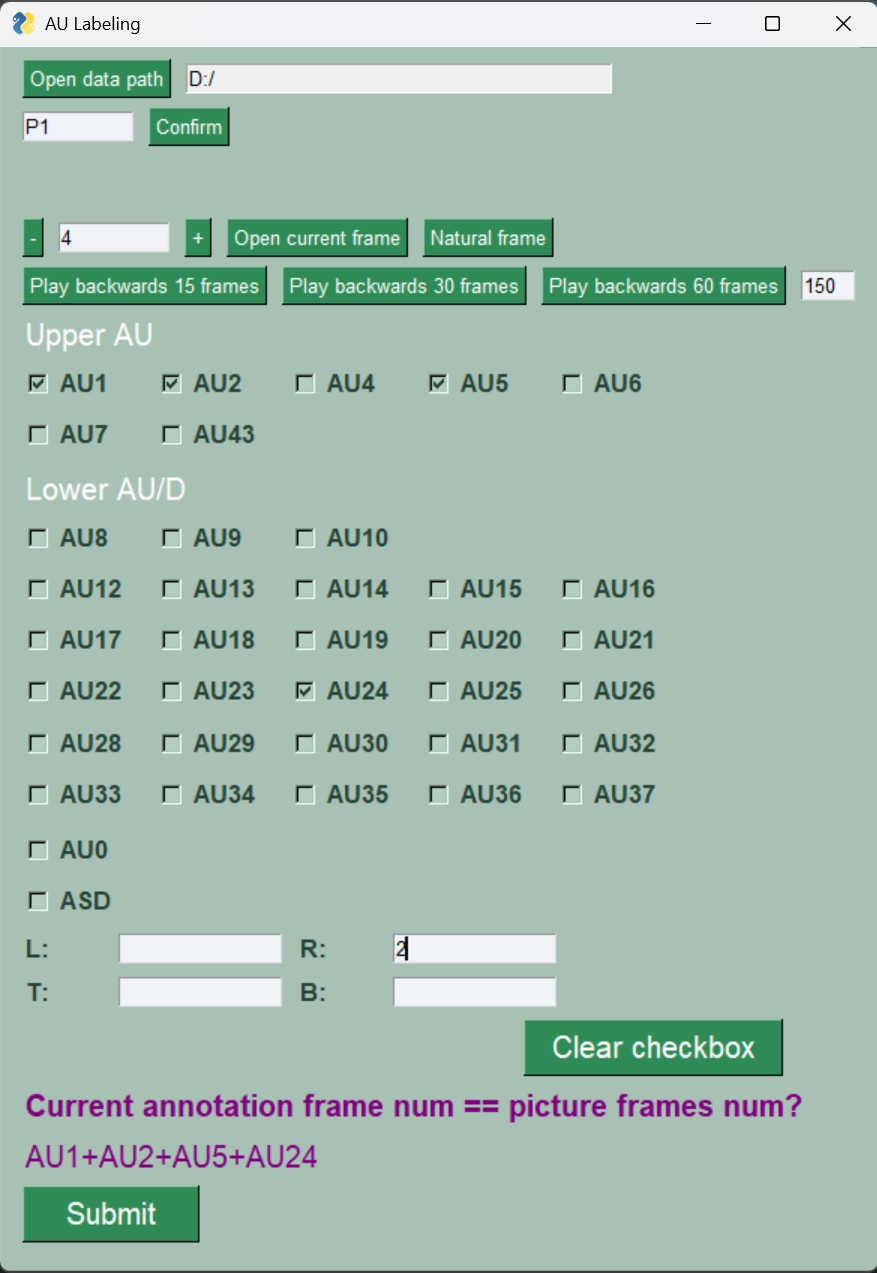 AU Labeling
Open data path D:/
P1 Confirm
- 4 + Open current frame Natural frame
Play backwards 15 frames Play backwards 30 frames Play backwards 60 frames 150
Upper AU
AU1 AU2 AU4 AU5 AU6
AU7 AU43
Lower AU/D
AU8 AU9 AU10
AU12 AU13 AU14 AU15 AU16
AU17 AU18 AU19 AU20 AU21
AU22 AU23 AU24 AU25 AU26
AU28 AU29 AU30 AU31 AU32
AU33 AU34 AU35 AU36 AU37
AU0
ASD
L: R: 2
T: B:
Clear checkbox
Current annotation frame num == picture frames num?
AU1+AU2+AU5+AU24
Submit